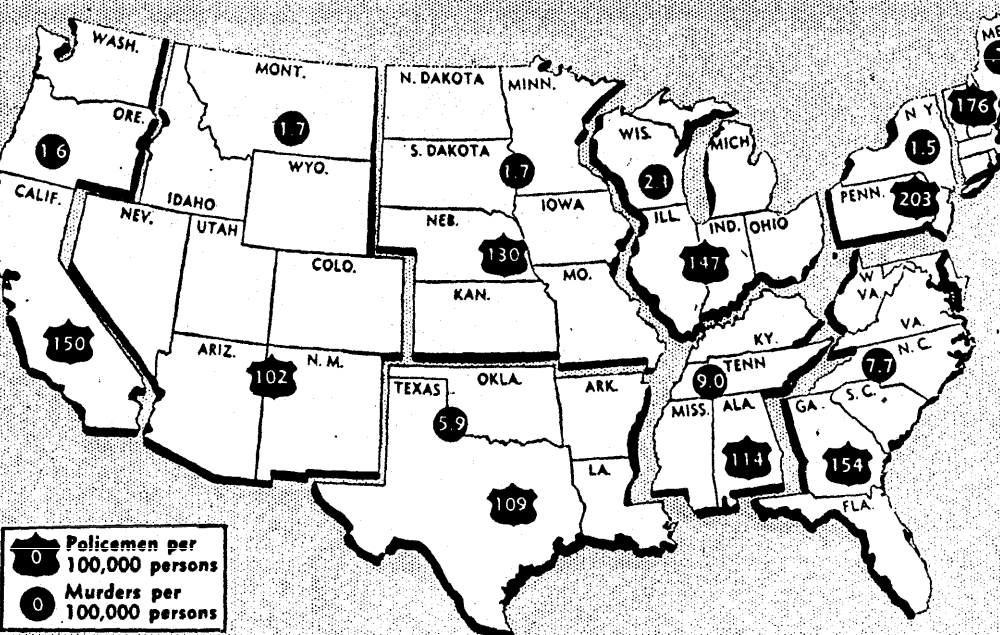 WASH.
MONT.
N. DAKOTA
MINN.
ORE.
1.7
WIS.
MICH.
ME
N Y
176
1.6
WYO.
S. DAKOTA
1.7
2.1
1.5
CALIF.
IDAHO
NEV.
UTAH
NEB.
IOWA
ILL.
IND.
OHIO
PENN.
203
130
147
COLO.
KAN.
MO.
W.
VA.
VA.
150
ARIZ.
N. M.
102
KY.
TENN
N. C.
7.7
TEXAS
OKLA.
ARK.
9.0
MISS.
ALA.
GA.
S. C.
5.9
LA.
114
154
109
FLA.
0
Policemen per
100,000 persons
0
Murders per
100,000 persons